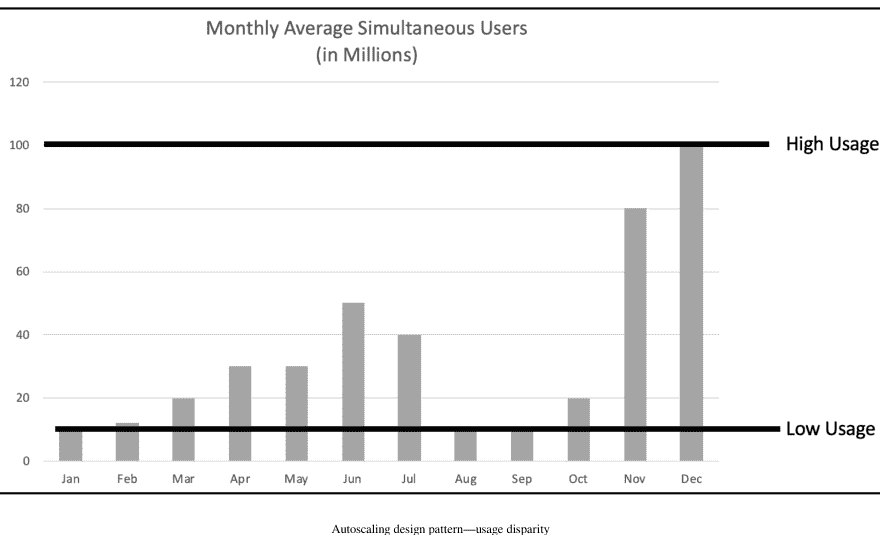 Monthly Average Simultaneous Users
(in Millions)
120
100
High Usage
80
60
40
20
Low Usage
0
Jan Feb Mar Apr May Jun Jul Aug Sep Oct Nov Dec
Autoscaling design pattern—usage disparity